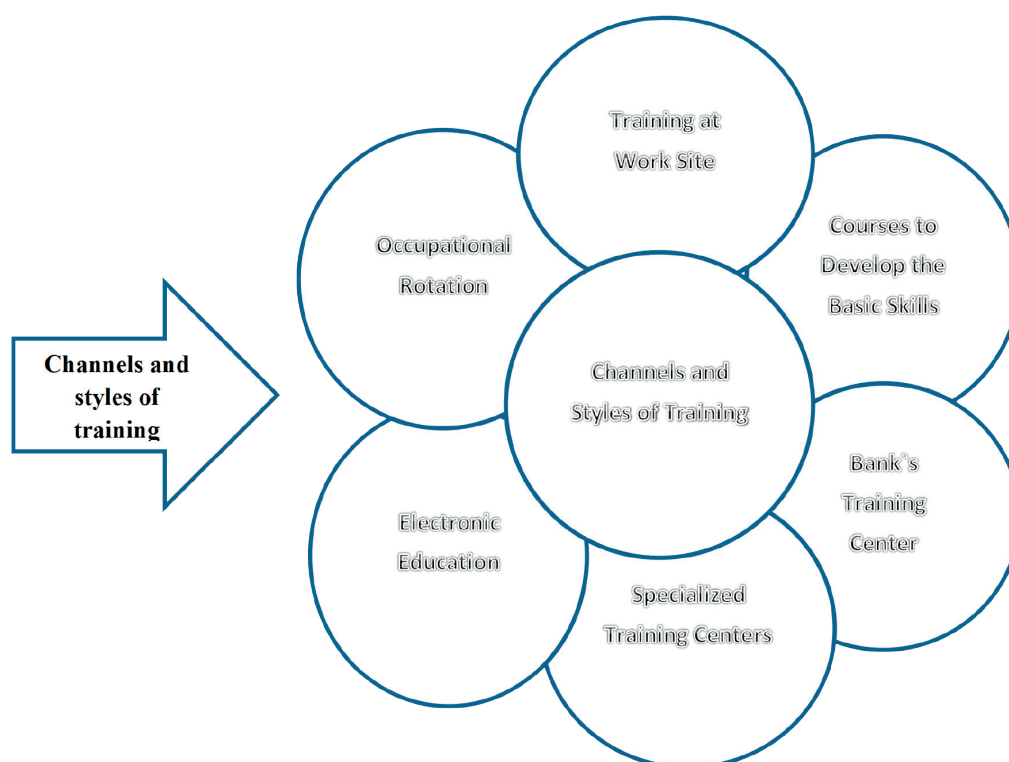 Channels and
styles of
training
Training at
Work Site
Courses to
Develop the
Basic Skills
Bank`s
Training
Center
Specialized
Training Centers
Electronic
Education
Occupational
Rotation
Channels and
Styles of Training